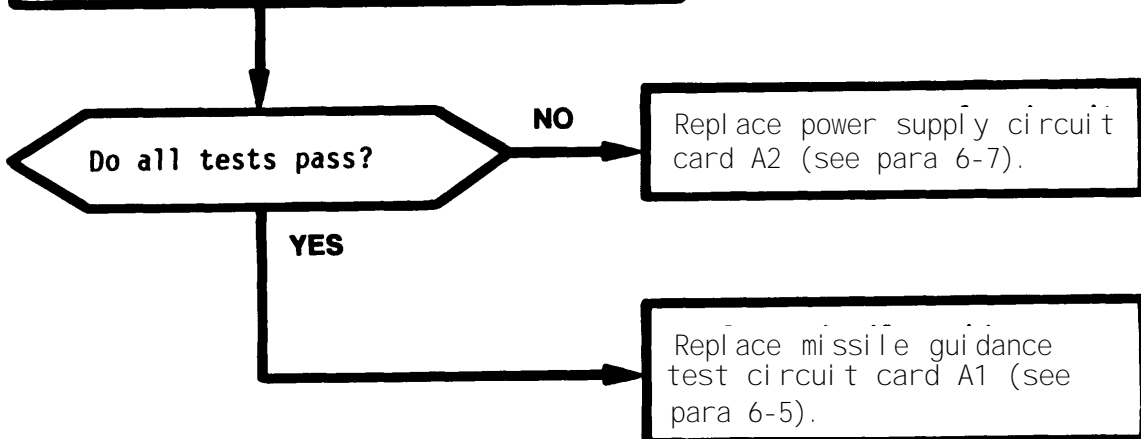 Do all tests pass?
NO
Replace power supply circuit
card A2 (see para 6-7).
YES
Replace missile guidance
test circuit card A1 (see
para 6-5).